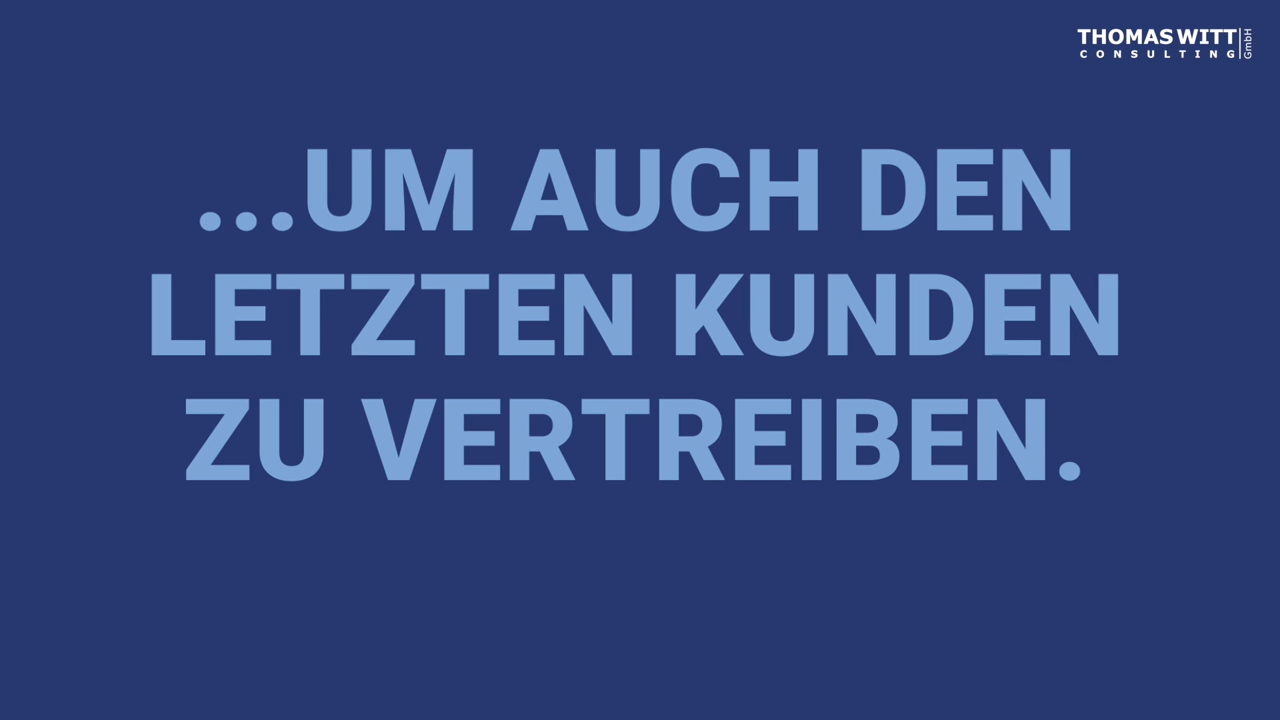 THOMAS WITT
CONSULTING
GmbH
...UM AUCH DEN
LETZTEN KUNDEN
ZU VERTREIBEN.